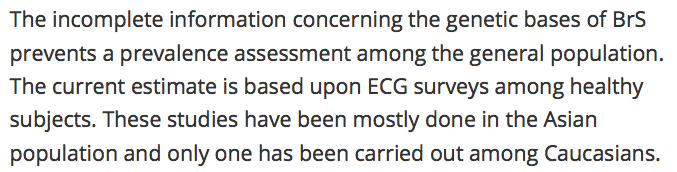 The incomplete information concerning the genetic bases of BrS
prevents a prevalence assessment among the general population.
The current estimate is based upon ECG surveys among healthy
subjects. These studies have been mostly done in the Asian
population and only one has been carried out among Caucasians.